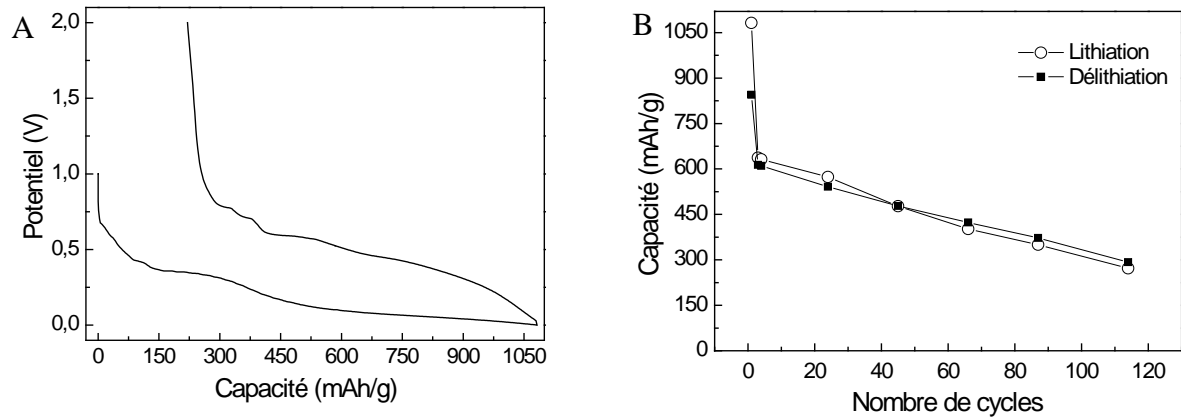 A
2,0
1,5
1,0
0,5
0,0
Potentiel (V)
0 150 300 450 600 750 900 1050
Capacité (mAh/g)
B
1050
900
750
600
450
300
150
0
Capacité (mAh/g)
Lithiation
Délithiation
0 20 40 60 80 100 120
Nombre de cycles